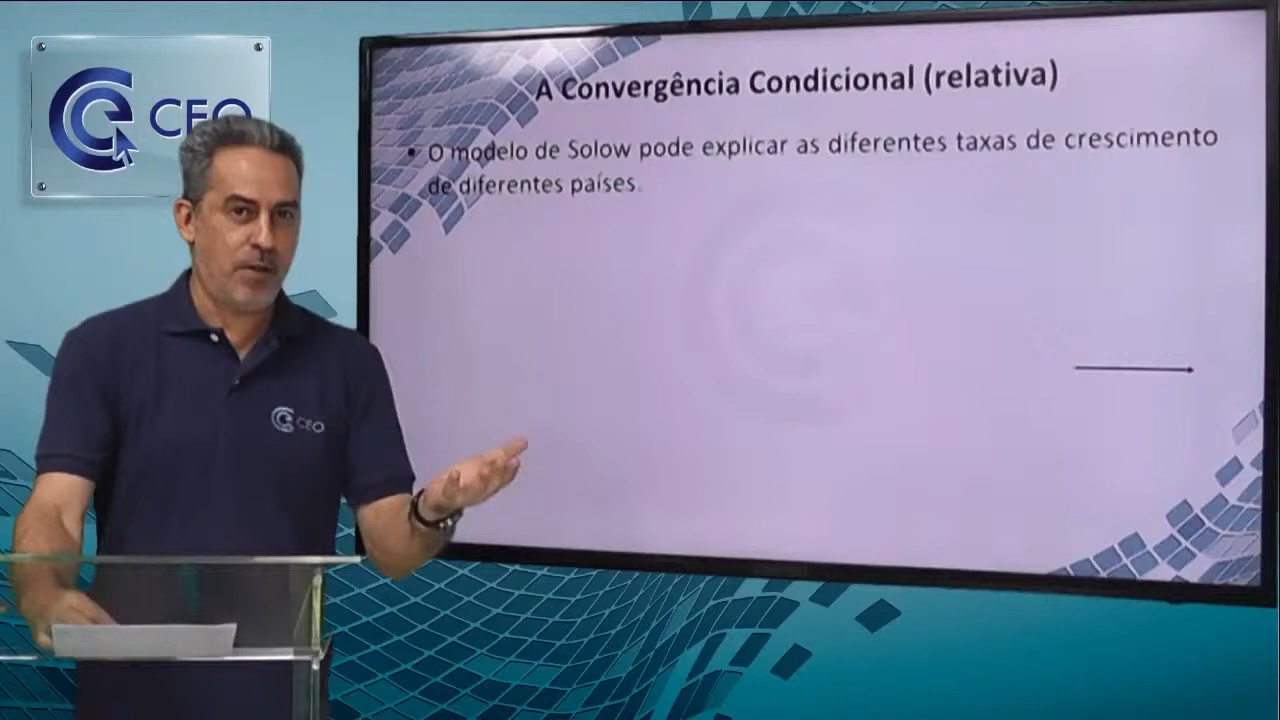 CEO
A Convergência Condicional (relativa)
• O modelo de Solow pode explicar as diferentes taxas de crescimento
de diferentes países.
CEO